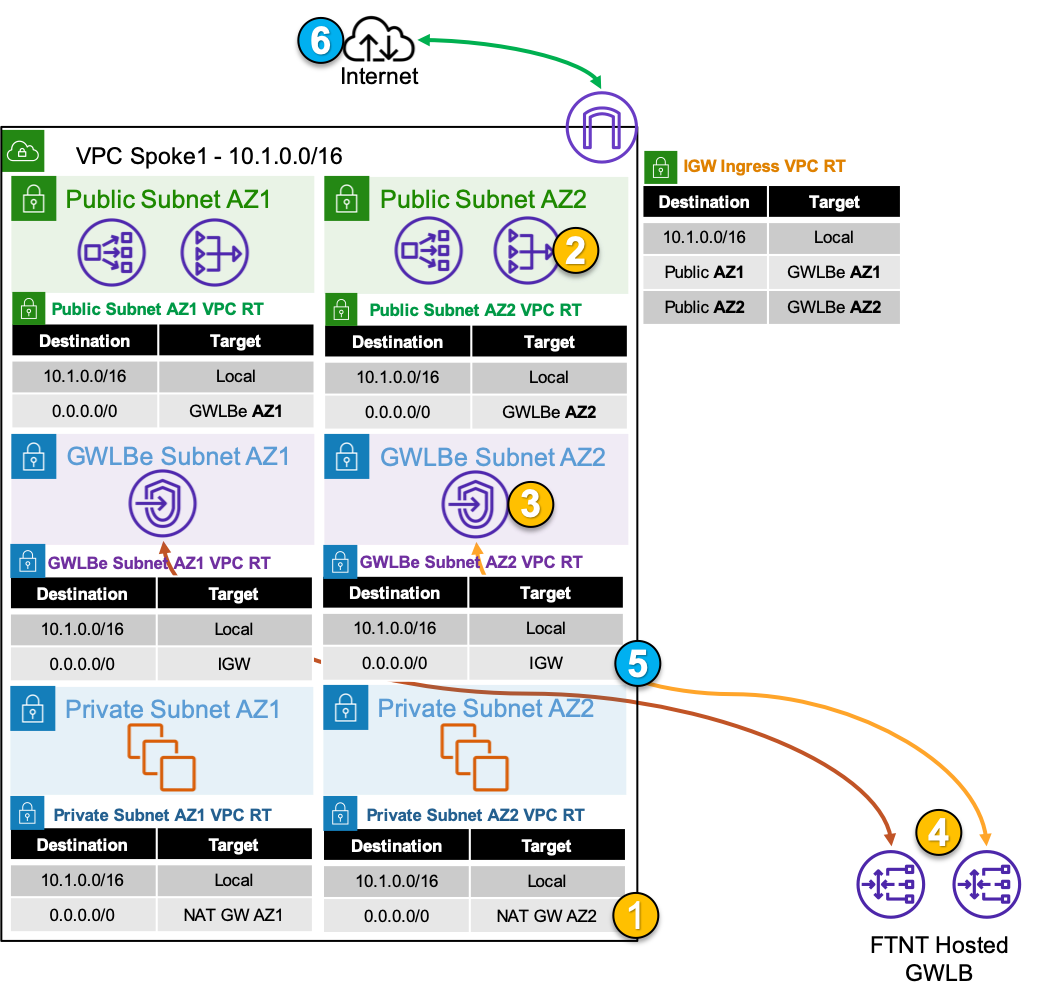 6
Internet
VPC Spoke1 - 10.1.0.0/16
IGW Ingress VPC RT
Destination Target
10.1.0.0/16 Local
Public AZ1 GWLBe AZ1
Public AZ2 GWLBe AZ2
Public Subnet AZ1
Public Subnet AZ2
2
Public Subnet AZ1 VPC RT
Destination Target
10.1.0.0/16 Local
0.0.0.0/0 GWLBe AZ1
Public Subnet AZ2 VPC RT
Destination Target
10.1.0.0/16 Local
0.0.0.0/0 GWLBe AZ2
GWLBe Subnet AZ1
GWLBe Subnet AZ2
3
GWLBe Subnet AZ1 VPC RT
Destination Target
10.1.0.0/16 Local
0.0.0.0/0 IGW
GWLBe Subnet AZ2 VPC RT
Destination Target
10.1.0.0/16 Local
0.0.0.0/0 IGW
5
Private Subnet AZ1
Private Subnet AZ2
Private Subnet AZ1 VPC RT
Destination Target
10.1.0.0/16 Local
0.0.0.0/0 NAT GW AZ1
Private Subnet AZ2 VPC RT
Destination Target
10.1.0.0/16 Local
0.0.0.0/0 NAT GW AZ2
1
4
FTNT Hosted
GWLB